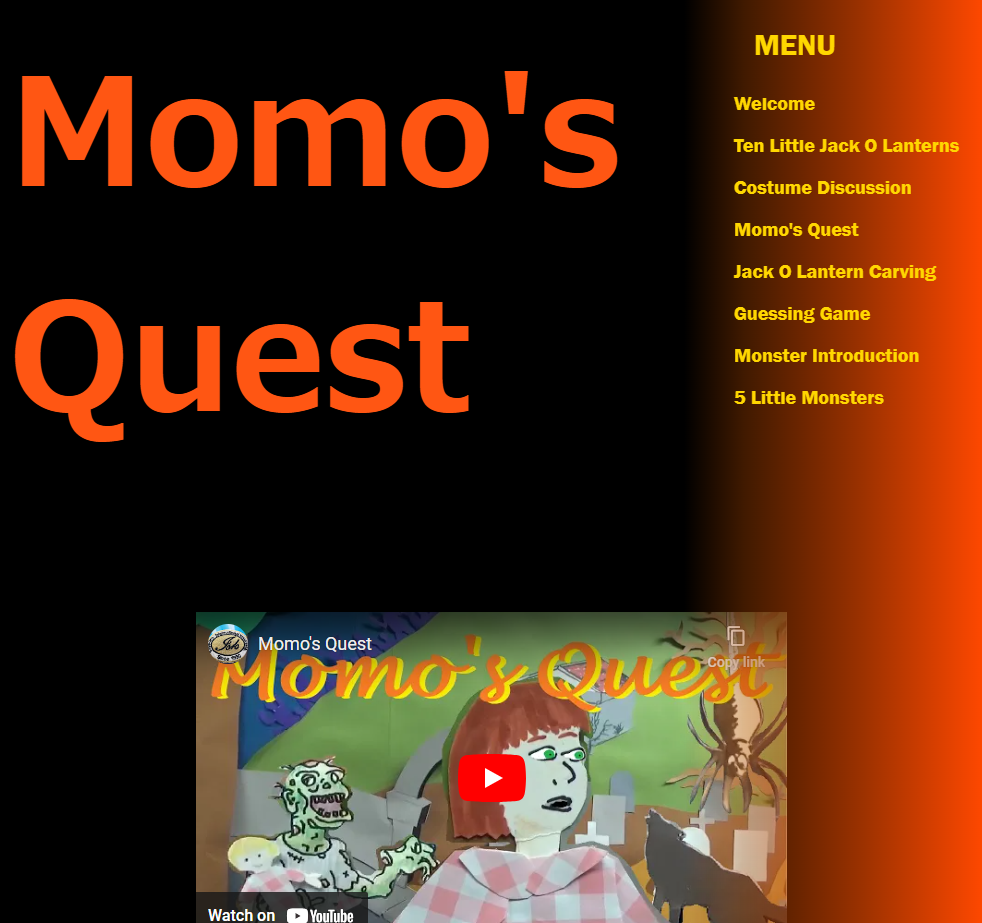 Momo's
Quest
MENU
Welcome
Ten Little Jack O Lanterns
Costume Discussion
Momo's Quest
Jack O Lantern Carving
Guessing Game
Monster Introduction
5 Little Monsters
Momo's Quest
Copy link
Momo's Quest
Watch on YouTube